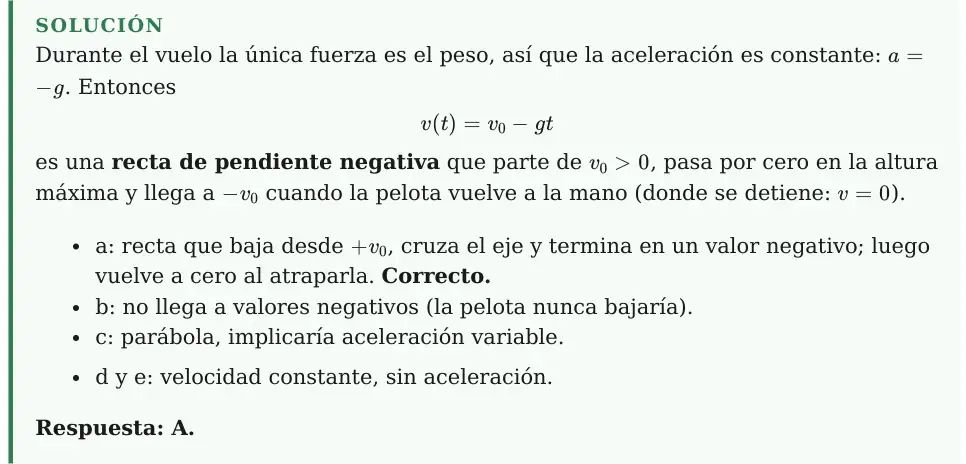 SOLUCIÓN
Durante el vuelo la única fuerza es el peso, así que la aceleración es constante: a =
−g. Entonces
v(t) = v₀ − gt
es una recta de pendiente negativa que parte de v₀ > 0, pasa por cero en la altura
máxima y llega a −v₀ cuando la pelota vuelve a la mano (donde se detiene: v = 0).
• a: recta que baja desde +v₀, cruza el eje y termina en un valor negativo; luego
vuelve a cero al atraparla. Correcto.
• b: no llega a valores negativos (la pelota nunca bajaría).
• c: parábola, implicaría aceleración variable.
• d y e: velocidad constante, sin aceleración.
Respuesta: A.